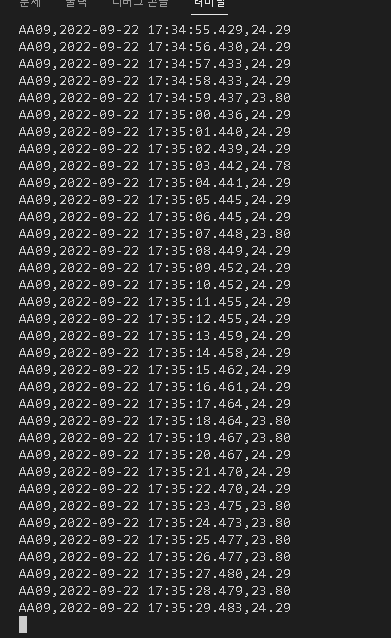 문제 출력 디버그 콘솔 터미널
AA09,2022-09-22 17:34:55.429,24.29
AA09,2022-09-22 17:34:56.430,24.29
AA09,2022-09-22 17:34:57.433,24.29
AA09,2022-09-22 17:34:58.433,24.29
AA09,2022-09-22 17:34:59.437,23.80
AA09,2022-09-22 17:35:00.436,24.29
AA09,2022-09-22 17:35:01.440,24.29
AA09,2022-09-22 17:35:02.439,24.29
AA09,2022-09-22 17:35:03.442,24.78
AA09,2022-09-22 17:35:04.441,24.29
AA09,2022-09-22 17:35:05.445,24.29
AA09,2022-09-22 17:35:06.445,24.29
AA09,2022-09-22 17:35:07.448,23.80
AA09,2022-09-22 17:35:08.449,24.29
AA09,2022-09-22 17:35:09.452,24.29
AA09,2022-09-22 17:35:10.452,24.29
AA09,2022-09-22 17:35:11.455,24.29
AA09,2022-09-22 17:35:12.455,24.29
AA09,2022-09-22 17:35:13.459,24.29
AA09,2022-09-22 17:35:14.458,24.29
AA09,2022-09-22 17:35:15.462,24.29
AA09,2022-09-22 17:35:16.461,24.29
AA09,2022-09-22 17:35:17.464,24.29
AA09,2022-09-22 17:35:18.464,23.80
AA09,2022-09-22 17:35:19.467,23.80
AA09,2022-09-22 17:35:20.467,24.29
AA09,2022-09-22 17:35:21.470,24.29
AA09,2022-09-22 17:35:22.470,24.29
AA09,2022-09-22 17:35:23.475,23.80
AA09,2022-09-22 17:35:24.473,23.80
AA09,2022-09-22 17:35:25.477,23.80
AA09,2022-09-22 17:35:26.477,23.80
AA09,2022-09-22 17:35:27.480,24.29
AA09,2022-09-22 17:35:28.479,23.80
AA09,2022-09-22 17:35:29.483,24.29